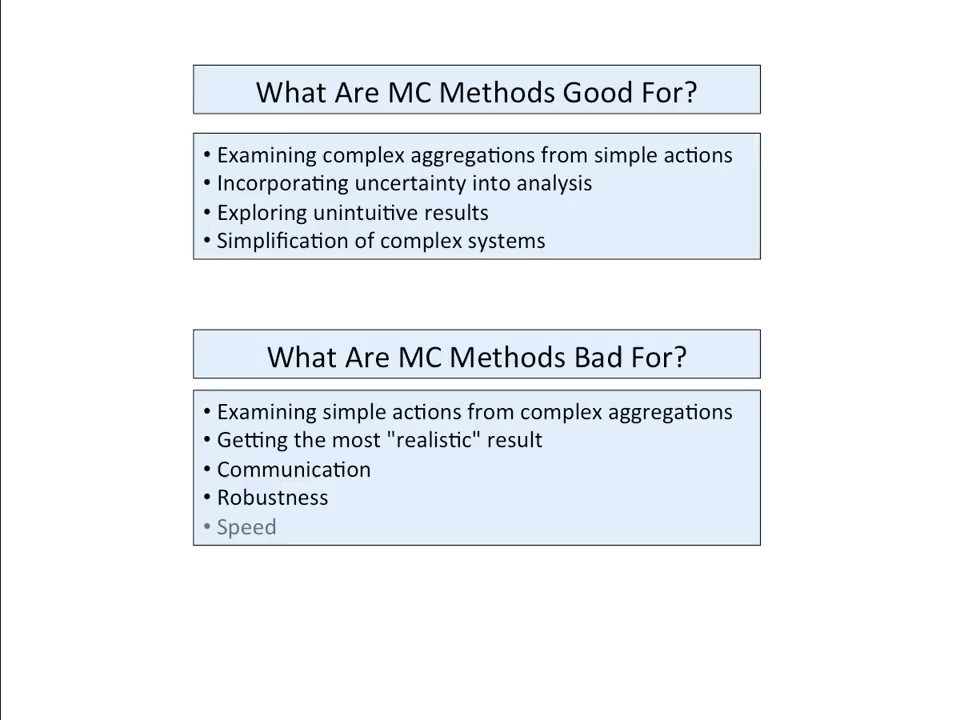 What Are MC Methods Good For?
• Examining complex aggregations from simple actions
• Incorporating uncertainty into analysis
• Exploring unintuitive results
• Simplification of complex systems
What Are MC Methods Bad For?
• Examining simple actions from complex aggregations
• Getting the most "realistic" result
• Communication
• Robustness
• Speed